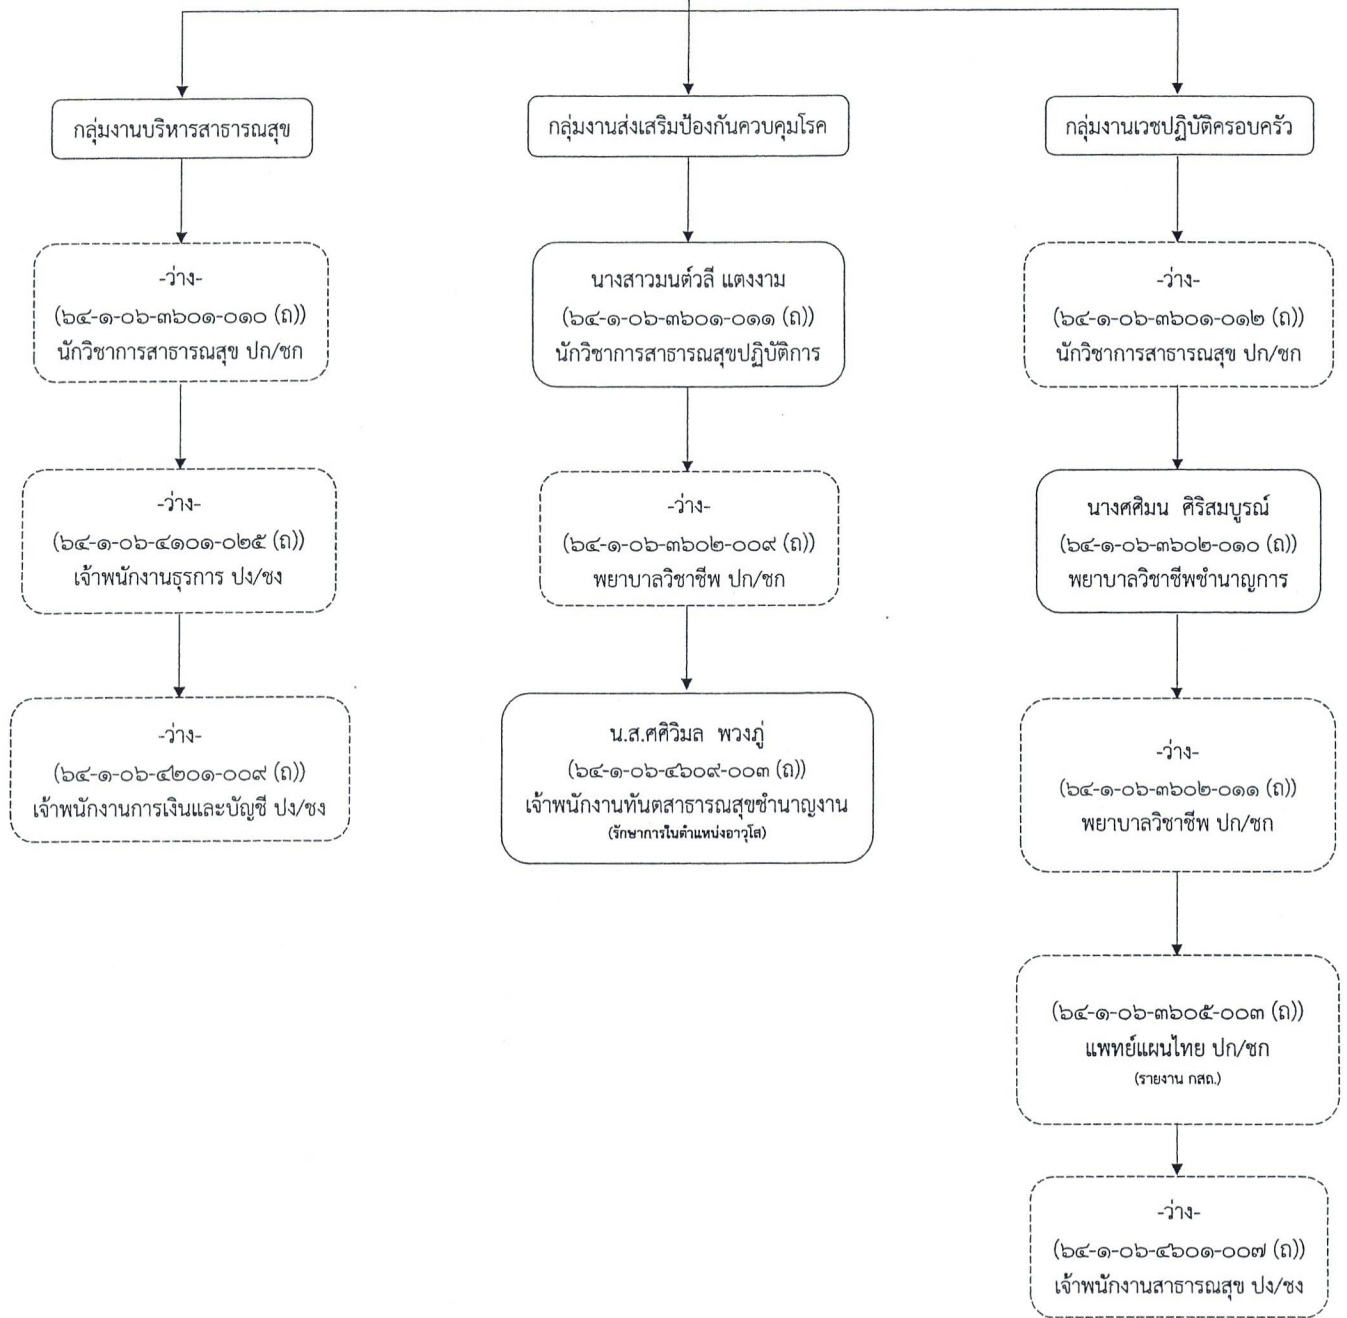 กลุ่มงานบริหารสาธารณสุข
-ว่าง-
(๖๔-๑-๐๖-๓๖๐๑-๐๑๐ (ถ))
นักวิชาการสาธารณสุข ปก/ชก
-ว่าง-
(๖๔-๑-๐๖-๔๑๐๑-๐๒๕ (ถ))
เจ้าพนักงานธุรการ ปง/ชง
-ว่าง-
(๖๔-๑-๐๖-๔๒๐๑-๐๐๙ (ถ))
เจ้าพนักงานการเงินและบัญชี ปง/ชง
กลุ่มงานส่งเสริมป้องกันควบคุมโรค
นางสาวมนต์วลี แตงงาม
(๖๔-๑-๐๖-๓๖๐๑-๐๑๑ (ถ))
นักวิชาการสาธารณสุขปฏิบัติการ
-ว่าง-
(๖๔-๑-๐๖-๓๖๐๒-๐๐๙ (ถ))
พยาบาลวิชาชีพ ปก/ชก
น.ส.ศศิวิมล พวงภู่
(๖๔-๑-๐๖-๔๖๐๙-๐๐๓ (ถ))
เจ้าพนักงานทันตสาธารณสุขชำนาญงาน
(รักษาการในตำแหน่งอาวุโส)
กลุ่มงานเวชปฏิบัติครอบครัว
-ว่าง-
(๖๔-๑-๐๖-๓๖๐๑-๐๑๒ (ถ))
นักวิชาการสาธารณสุข ปก/ชก
นางศศิมน ศิริสมบูรณ์
(๖๔-๑-๐๖-๓๖๐๒-๐๑๐ (ถ))
พยาบาลวิชาชีพชำนาญการ
-ว่าง-
(๖๔-๑-๐๖-๓๖๐๒-๐๑๑ (ถ))
พยาบาลวิชาชีพ ปก/ชก
(๖๔-๑-๐๖-๓๖๐๕-๐๐๓ (ถ))
แพทย์แผนไทย ปก/ชก
(รายงาน กสถ.)
-ว่าง-
(๖๔-๑-๐๖-๔๖๐๑-๐๐๗ (ถ))
เจ้าพนักงานสาธารณสุข ปง/ชง